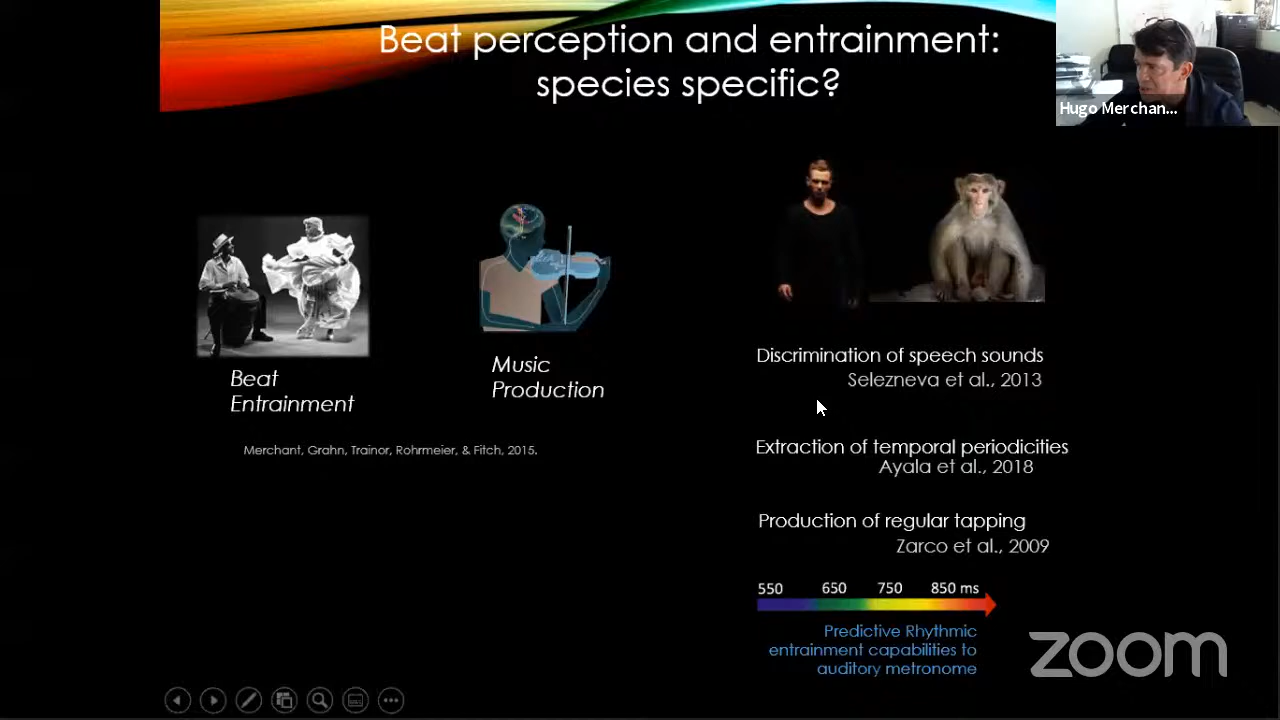 Beat perception and entrainment:
species specific?
Hugo Merchan...
Beat
Entrainment
Music
Production
Merchant, Grahn, Trainor, Rohrmeier, & Fitch, 2015.
Discrimination of speech sounds
Selezneva et al., 2013
Extraction of temporal periodicities
Ayala et al., 2018
Production of regular tapping
Zarco et al., 2009
550 650 750 850 ms
Predictive Rhythmic
entrainment capabilities to
auditory metronome
zoom